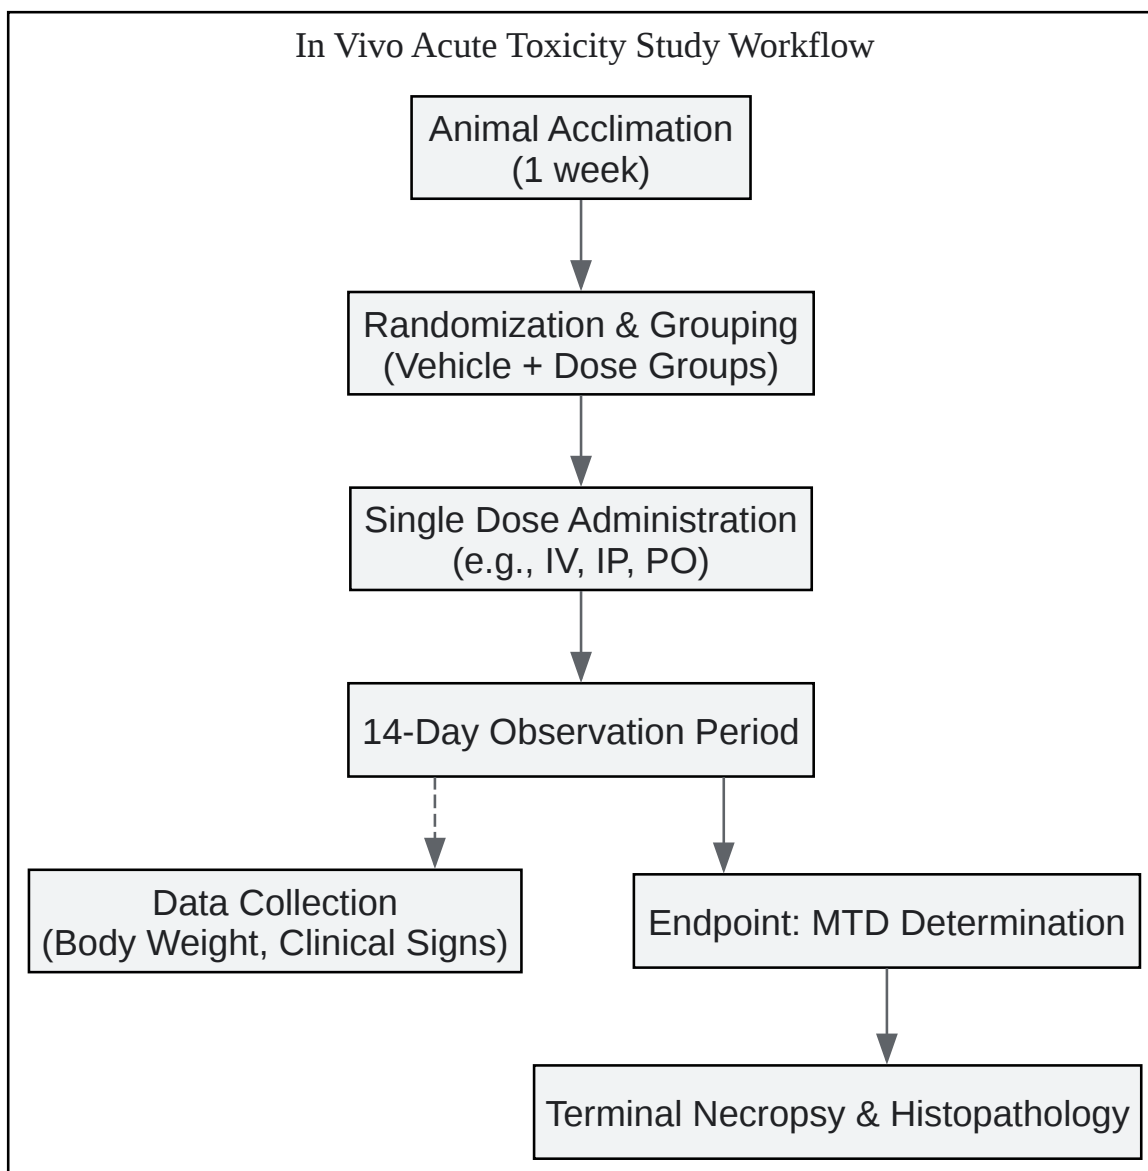 In Vivo Acute Toxicity Study Workflow
Animal Acclimation
(1 week)
Randomization & Grouping
(Vehicle + Dose Groups)
Single Dose Administration
(e.g., IV, IP, PO)
14-Day Observation Period
Data Collection
(Body Weight, Clinical Signs)
Endpoint: MTD Determination
Terminal Necropsy & Histopathology